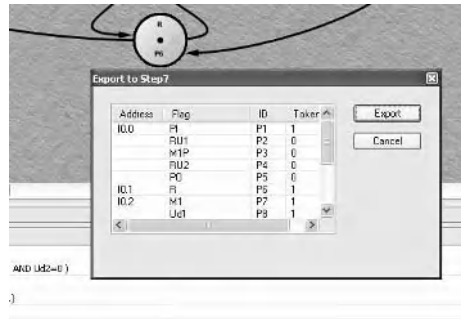 R
P6
Export to Step7
Address Flag ID Token
I0.0 PI P1 1
RU1 P2 0
M1P P3 0
RU2 P4 0
P0 P5 0
I0.1 R P6 1
I0.2 M1 P7 1
Ud1 P8 1
Export
Cancel
AND Ud2=0 )
.)